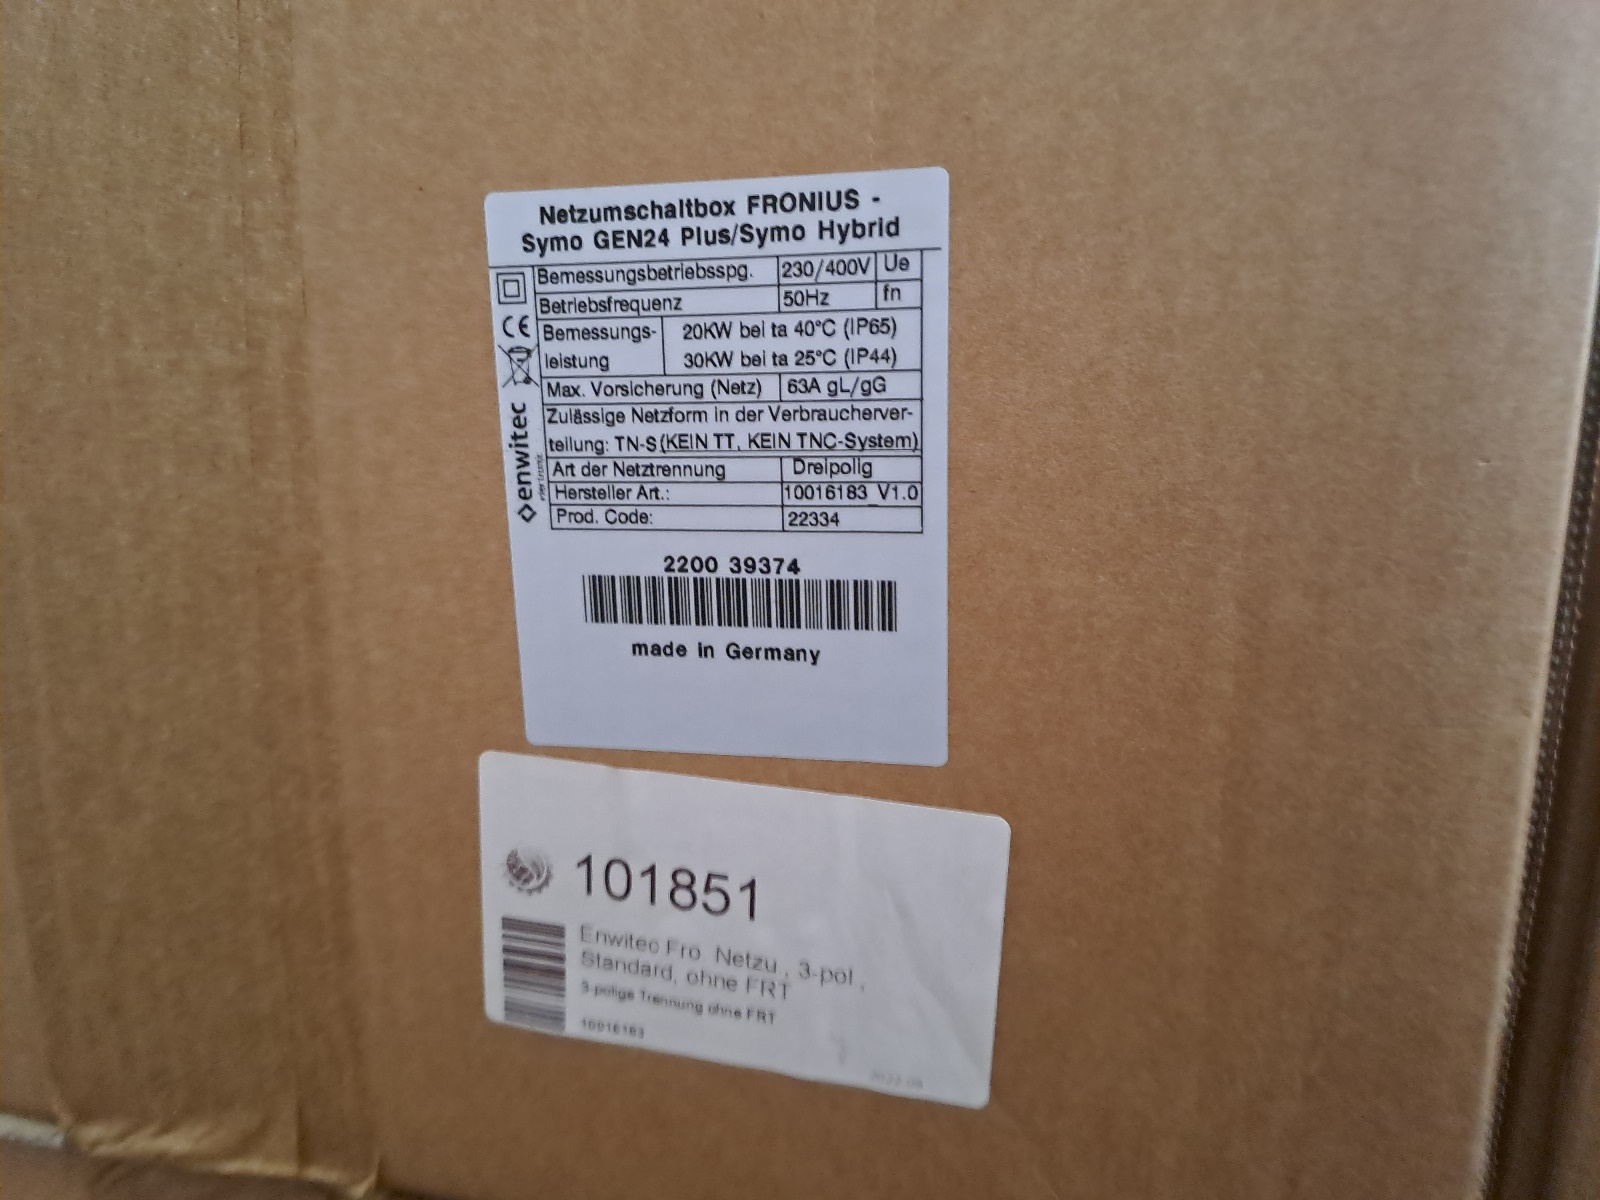 Netzumschaltbox FRONIUS -
Symo GEN24 Plus/Symo Hybrid
Bemessungsbetriebsspg. 230/400V Ue
Betriebsfrequenz 50Hz fn
CE
Bemessungs- 20KW bei ta 40°C (IP65)
leistung 30KW bei ta 25°C (IP44)
Max. Vorsicherung (Netz) 63A gL/gG
Zulässige Netzform in der Verbraucherver-
teilung: TN-S(KEIN TT, KEIN TNC-System)
Art der Netztrennung Dreipolig
Hersteller Art.: 10016183_V1.0
Prod. Code: 22334
enwitec
2200 39374
made in Germany
101851
Enwitec Fro. Netzu., 3-pol.,
Standard, ohne FRT
3-polige Trennung ohne FRT
10016183